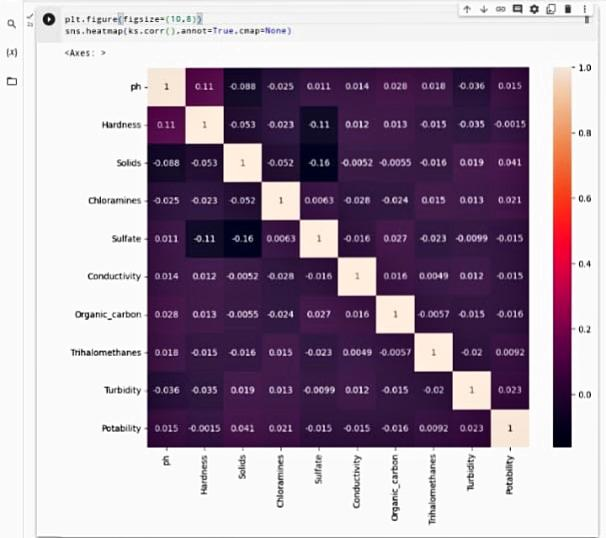 plt.figure(figsize=(10,8))
sns.heatmap(ks.corr(),annot=True,cmap=None)
<Axes: >
{x}
ph 1 0.11 -0.088 -0.025 0.011 0.014 0.028 0.018 -0.036 0.015
Hardness 0.11 1 -0.053 -0.023 -0.11 0.012 0.013 -0.015 -0.035 -0.0015
Solids -0.088 -0.053 1 -0.052 -0.16 -0.0052 -0.0055 -0.016 0.019 0.041
Chloramines -0.025 -0.023 -0.052 1 0.0063 -0.028 -0.024 0.015 0.013 0.021
Sulfate 0.011 -0.11 -0.16 0.0063 1 -0.016 0.027 -0.023 -0.0099 -0.015
Conductivity 0.014 0.012 -0.0052 -0.028 -0.016 1 0.016 0.0049 0.012 -0.015
Organic_carbon 0.028 0.013 -0.0055 -0.024 0.027 0.016 1 -0.0057 -0.015 -0.016
Trihalomethanes 0.018 -0.015 -0.016 0.015 -0.023 0.0049 -0.0057 1 -0.02 0.0092
Turbidity -0.036 -0.035 0.019 0.013 -0.0099 0.012 -0.015 -0.02 1 0.023
Potability 0.015 -0.0015 0.041 0.021 -0.015 -0.015 -0.016 0.0092 0.023 1
ph Hardness Solids Chloramines Sulfate Conductivity Organic_carbon Trihalomethanes Turbidity Potability
1.0
0.8
0.6
0.4
0.2
0.0